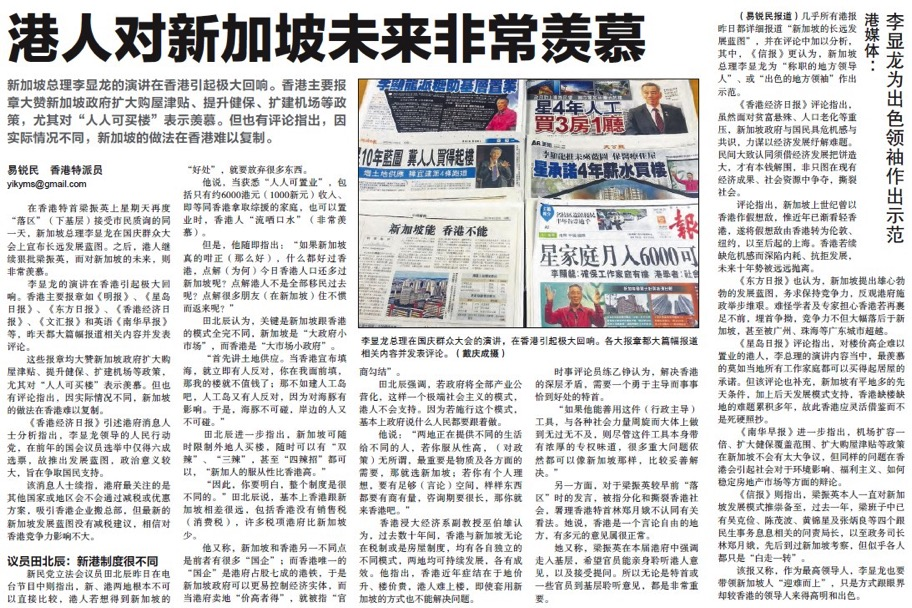 港人对新加坡未来非常羡慕
新加坡总理李显龙的演讲在香港引起极大回响。香港主要报
章大赞新加坡政府扩大购屋津贴、提升健保、扩建机场等政
策，尤其对“人人可买楼”表示羡慕。但也有评论指出，因
实际情况不同，新加坡的做法在香港难以复制。
易锐民　香港特派员
yikyms@gmail.com
在香港特首梁振英上星期天再度
“落区”（下基层）接受市民质询的同
一天，新加坡总理李显龙在国庆群众大
会上宣布长远发展蓝图。之后，港人继
续狠批梁振英，而对新加坡的未来，则
非常羡慕。
李显龙的演讲在香港引起极大回
响。香港主要报章如《明报》、《星岛
日报》、《东方日报》、《香港经济日
报》、《文汇报》和英语《南华早报》
等，昨天都大篇幅报道相关内容并发表
评论。
这些报章均大赞新加坡政府扩大购
屋津贴、提升健保、扩建机场等政策，
尤其对“人人可买楼”表示羡慕。但也
有评论指出，因实际情况不同，新加坡
的做法在香港难以复制。
《香港经济日报》引述港府消息人
士分析指出，李显龙领导的人民行动
党，在前年的国会议员选举中仅得六成
选票，故推出发展蓝图，政治意义较
大，旨在争取国民支持。
该消息人士续指，港府最关注的是
其他国家或地区会不会通过减税或优惠
方案，吸引香港企业搬总部，但最新的
新加坡发展蓝图没有减税建议，相信对
香港竞争力影响不大。
议员田北辰：新港制度很不同
新民党立法会议员田北辰昨日在电
台节目中则指出，新、港两地根本不可
以直接比较，港人若想得到新加坡的
“好处”，就要放弃很多东西。
他说，当获悉“人人可置业”，包
括只有约6000港元（1000新元）收入、
即等同香港拿取综援的家庭，也可以置
业时，香港人“流哂口水”（非常羡
慕）。
但是，他随即指出：“如果新加坡
真的咁正（那么好），什么都好过香
港，点解（为何）今日香港人口还多过
新加坡呢？点解港人不是全部移民过去
呢？点解很多朋友（在新加坡）住不惯
而返来呢？”
田北辰认为，关键是新加坡跟香港
的模式全完不同，新加坡是“大政府小
市场”，而香港是“大市场小政府”。
“首先讲土地供应。当香港宣布填
海，就立即有人反对，你在我面前填，
那我的楼就不值钱了；那不如建人工岛
吧，人工岛又有人反对，因为对海豚有
影响。于是，海豚不可碰，岸边的人又
不可碰。”
田北辰进一步指出，新加坡可随
时限制外地人买楼，随时可以有“双
辣”、“三辣”，甚至“四辣招”都可
以，“新加人的服从性比香港高。”
“因此，你要明白，整个制度是很
不同的。”田北辰说，基本上香港跟新
加坡相差很远，包括香港没有销售税
（消费税），许多税项港府比新加坡
少。
他又称，新加坡和香港另一不同点
是前者有很多“国企”；而香港唯一的
“国企”是港府占股七成的港铁，于是
新加坡政府可以更易控制经济实体，而
当港府卖地“价高者得”，就被指“官
商勾结”。
田北辰强调，若政府将全部产业公
营化，这样一个极端社会主义的模式，
港人不会支持。因为若施行这个模式，
基本上政府说什么人民都要跟着做。
他说：“两地正在提供不同的生活
给不同的人，若你服从性高，（对政
策）无所谓，最重要是物质及各方面的
需要，那就选新加坡；若你有个人理
想，要有足够（言论）空间，样样东西
都要有商有量，咨询期要很长，那你就
来香港吧。”
香港浸大经济系副教授巫伯雄认
为，过去数十年间，香港与新加坡无论
在税制或是房屋制度，均有各自独立的
不同模式，两地均可持续发展，各有成
效。他指出，香港近年症结在于地价
升、楼价贵，港人难上楼，即使套用新
加坡的方式也不能解决问题。
时事评论员练乙铮认为，解决香港
的深层矛盾，需要一个勇于主导而事事
恰到好处的特首。
“如果他能善用这件（行政主导）
工具，与各种社会力量周旋而大体上做
到无过无不及，则尽管这件工具本身带
有浓厚的专权味道，很多重大问题依
然都可以像新加坡那样，比较妥善解
决。”
另一方面，对于梁振英较早前“落
区”时的发言，被指分化和撕裂香港社
会，署理香港特首林郑月娥不认同有关
看法。她说，香港是一个言论自由的地
方，有多元的意见属很正常。
她又称，梁振英在本届港府中强调
走入基层，希望官员能亲身聆听港人意
见，以及接受提问。所以无论是特首或
一些官员到基层聆听意见，都是非常重
要。
李顯龍派糖助基層置業
10年藍圖 冀人人買得起樓
增土地供應
新加坡能 香港不能
星4年人工
買3房1廳
星承諾4年薪水買樓
報
星家庭月入6000可
李顯龍：確保工作家庭有樓
李显龙总理在国庆群众大会的演讲，在香港引起极大回响。各大报章都大篇幅报道
相关内容并发表评论。（戴庆成摄）
港媒体：
李显龙为出色领袖作出示范
（易锐民报道）几乎所有港报
昨日都详细报道“新加坡的长远发
展蓝图”，并在评论中加以分析，
其中，《信报》更认为，新加坡
总理李显龙为“称职的地方领导
人”、或“出色的地方领袖”作出
示范。
《香港经济日报》评论指出，
虽然面对贫富悬殊、人口老化等重
压，新加坡政府与国民具危机感与
共识，力谋以经济发展纾解难题。
民间大致认同须借经济发展把饼造
大，才有本钱解围，非只图在现有
经济成果、社会资源中争夺，撕裂
社会。
评论指出，新加坡上世纪曾以
香港作假想敌，惟近年已渐看轻香
港，遂将假想敌由香港转为伦敦、
纽约，以至后起的上海。香港若续
缺危机感而深陷内耗、抗拒发展，
未来十年势被远远抛离。
《东方日报》也认为，新加坡提出雄心勃
勃的发展蓝图，务求保持竞争力，反观港府施
政举步维艰。难怪学者及专家担心香港若再裹
足不前，埋首争拗，竞争力不但大幅落后于新
加坡，甚至被广州、珠海等广东城市超越。
《星岛日报》评论指出，对楼价高企难以
置业的港人，李总理的演讲内容当中，最羡慕
的莫如当地所有工作家庭都可以买得起居屋的
承诺。但该评论也补充，新加坡有平地多的先
天条件，加上后天发展模式支持，香港缺楼缺
地的难题累积多年，故此香港应灵活借鉴而不
是死硬照抄。
《南华早报》进一步指出，机场扩容一
倍、扩大健保覆盖范围、扩大购屋津贴等政策
在新加坡不会有太大争议，但同样的问题在香
港会引起社会对于环境影响、福利主义、如何
稳定房地产市场等方面的辩论。
《信报》则指出，梁振英本人一直对新加
坡发展模式推崇备至，过去一年，梁班子中已
有吴克俭、陈茂波、黄锦星及张炳良等四个跟
民生事务息息相关的问责局长，以至政务司长
林郑月娥，先后到过新加坡考察，但似乎各人
都只是“白走一转”。
该报又称，作为最高领导人，李显龙也要
带领新加坡人“迎难而上”，只是方式跟眼界
却较香港的领导人来得高明和出色。